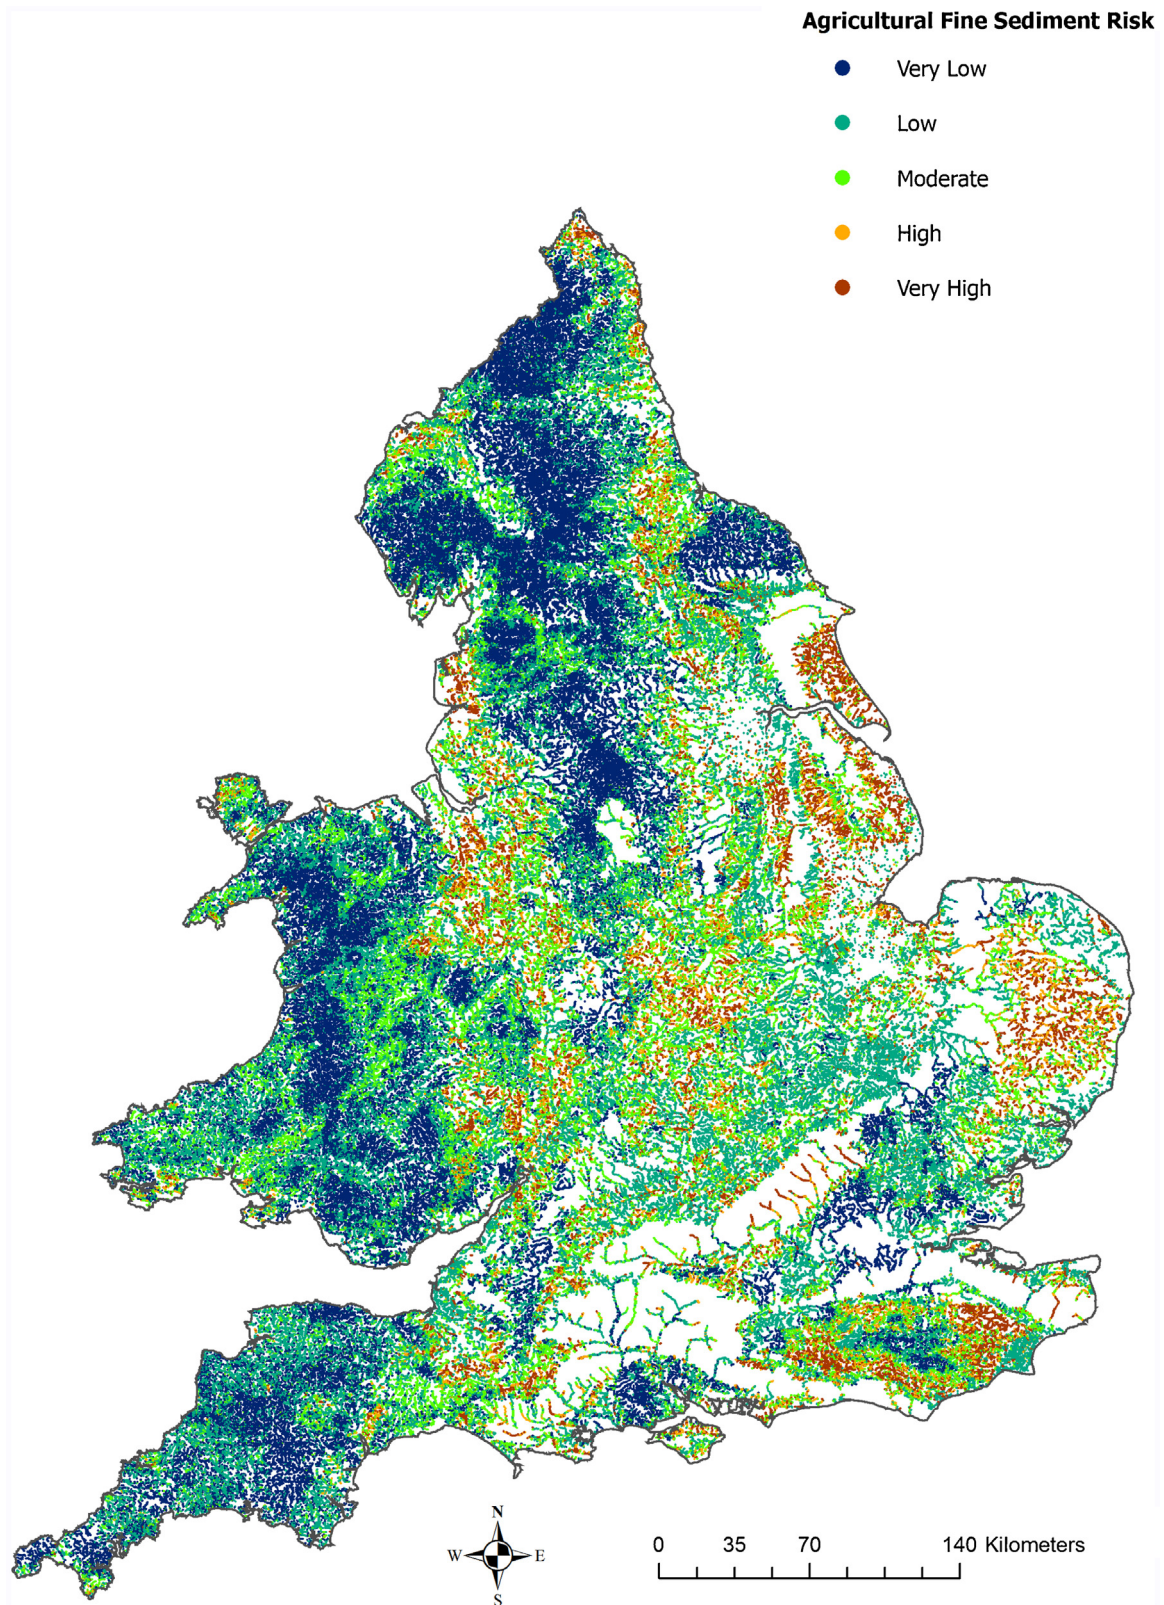 Agricultural Fine Sediment Risk
Very Low
Low
Moderate
High
Very High
N
W E
S
0 35 70 140 Kilometers